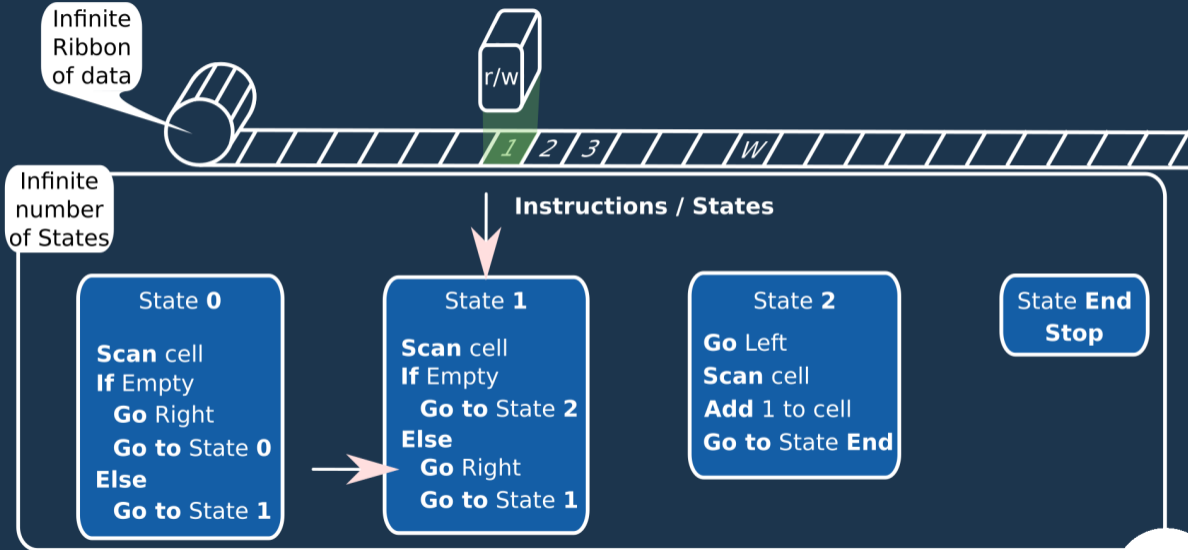 Infinite
Ribbon
of data
r/w
1 2 3 W
Infinite
number
of States
Instructions / States
State 0
Scan cell
If Empty
Go Right
Go to State 0
Else
Go to State 1
State 1
Scan cell
If Empty
Go to State 2
Else
Go Right
Go to State 1
State 2
Go Left
Scan cell
Add 1 to cell
Go to State End
State End
Stop